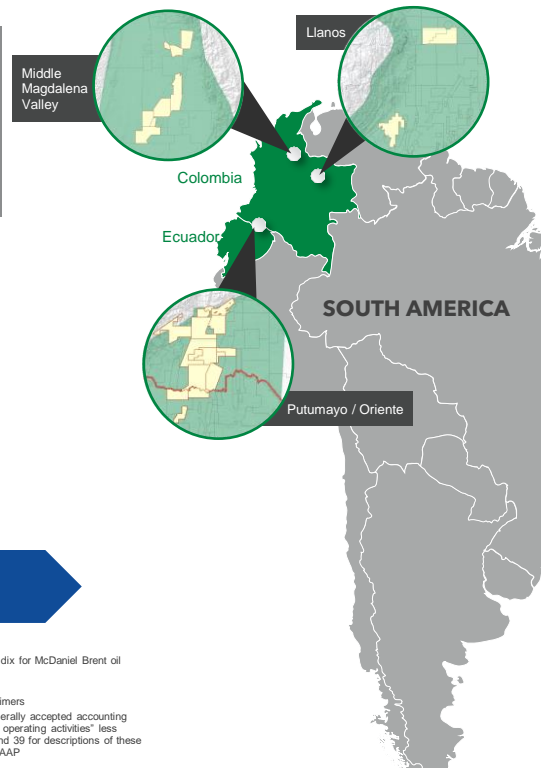 Llanos
Middle
Magdalena
Valley
Colombia
Ecuador
SOUTH AMERICA
Putumayo / Oriente
dix for McDaniel Brent oil
imers
erally accepted accounting
operating activities" less
nd 39 for descriptions of these
AAP